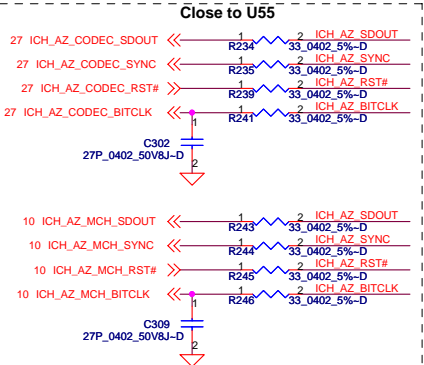 Close to U55
27 ICH_AZ_CODEC_SDOUT 1 2 ICH_AZ_SDOUT
R234 33_0402_5%~D
27 ICH_AZ_CODEC_SYNC 1 2 ICH_AZ_SYNC
R235 33_0402_5%~D
27 ICH_AZ_CODEC_RST# 1 2 ICH_AZ_RST#
R239 33_0402_5%~D
27 ICH_AZ_CODEC_BITCLK 1 2 ICH_AZ_BITCLK
R241 33_0402_5%~D
1
C302
27P_0402_50V8J~D
2
10 ICH_AZ_MCH_SDOUT 1 2 ICH_AZ_SDOUT
R243 33_0402_5%~D
10 ICH_AZ_MCH_SYNC 1 2 ICH_AZ_SYNC
R244 33_0402_5%~D
10 ICH_AZ_MCH_RST# 1 2 ICH_AZ_RST#
R245 33_0402_5%~D
10 ICH_AZ_MCH_BITCLK 1 2 ICH_AZ_BITCLK
R246 33_0402_5%~D
1
C309
27P_0402_50V8J~D
2